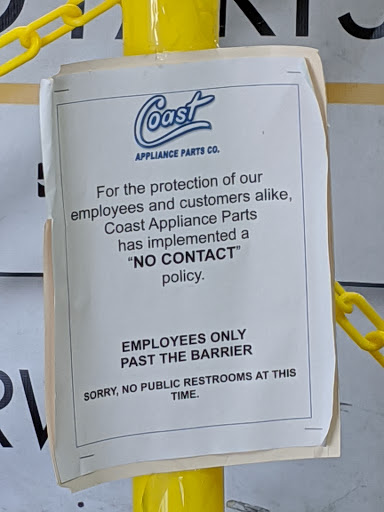 Coast
APPLIANCE PARTS CO.
For the protection of our
employees and customers alike,
Coast Appliance Parts
has implemented a
"NO CONTACT"
policy.
EMPLOYEES ONLY
PAST THE BARRIER
SORRY, NO PUBLIC RESTROOMS AT THIS
TIME.